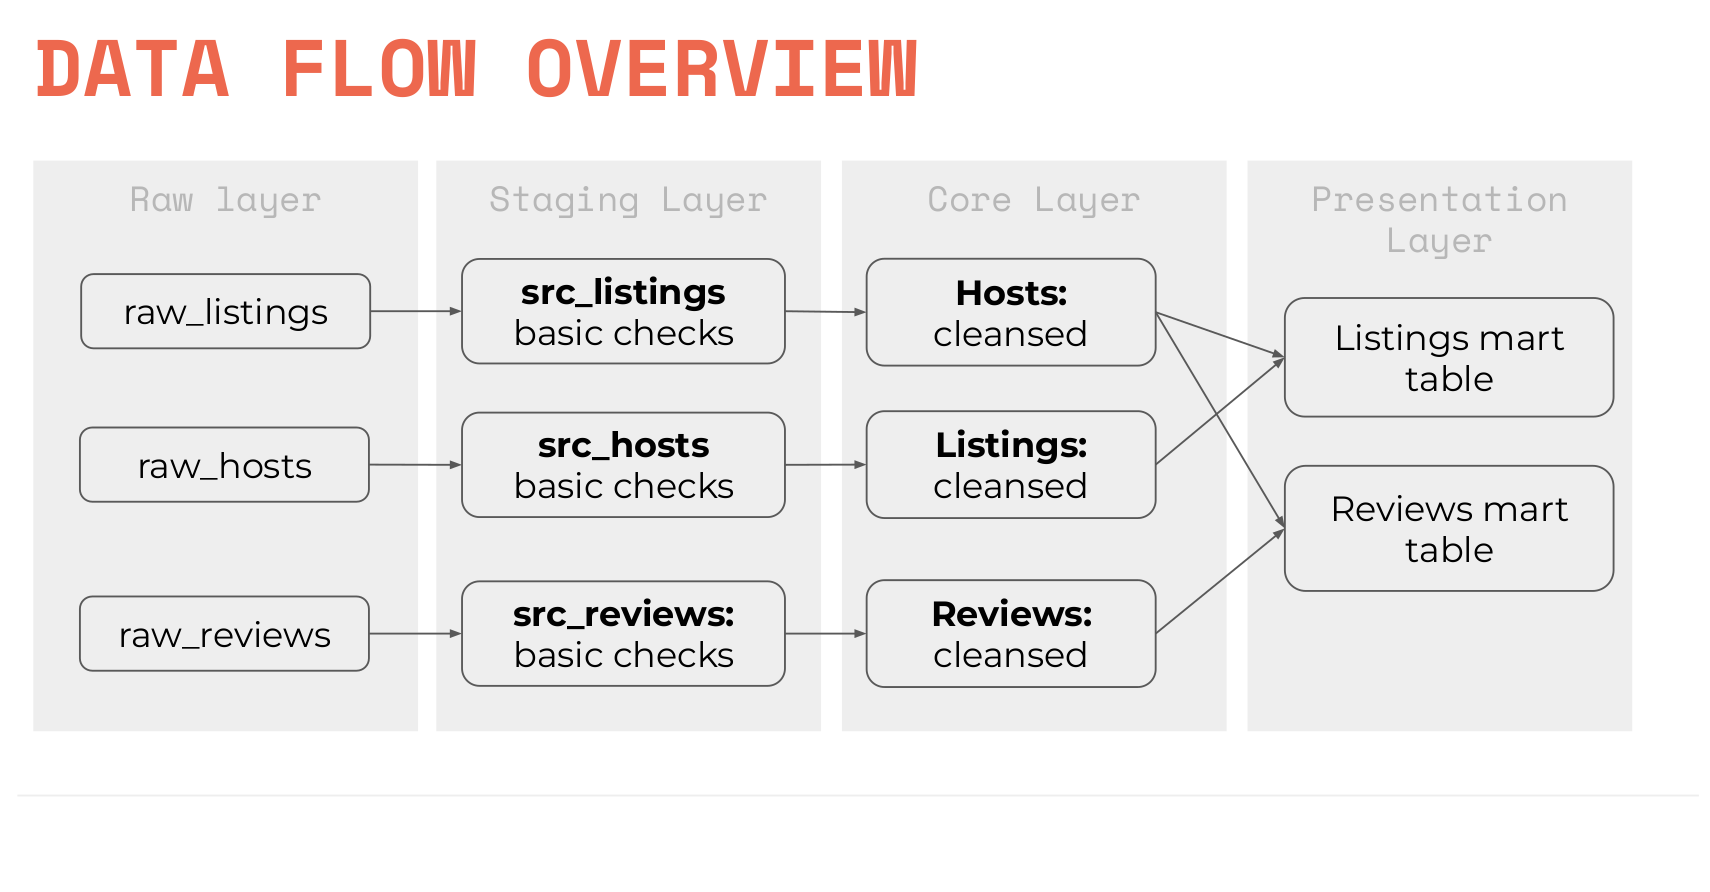 DATA FLOW OVERVIEW
Raw layer
raw_listings
raw_hosts
raw_reviews
Staging Layer
src_listings
basic checks
src_hosts
basic checks
src_reviews:
basic checks
Core Layer
Hosts:
cleansed
Listings:
cleansed
Reviews:
cleansed
Presentation
Layer
Listings mart
table
Reviews mart
table